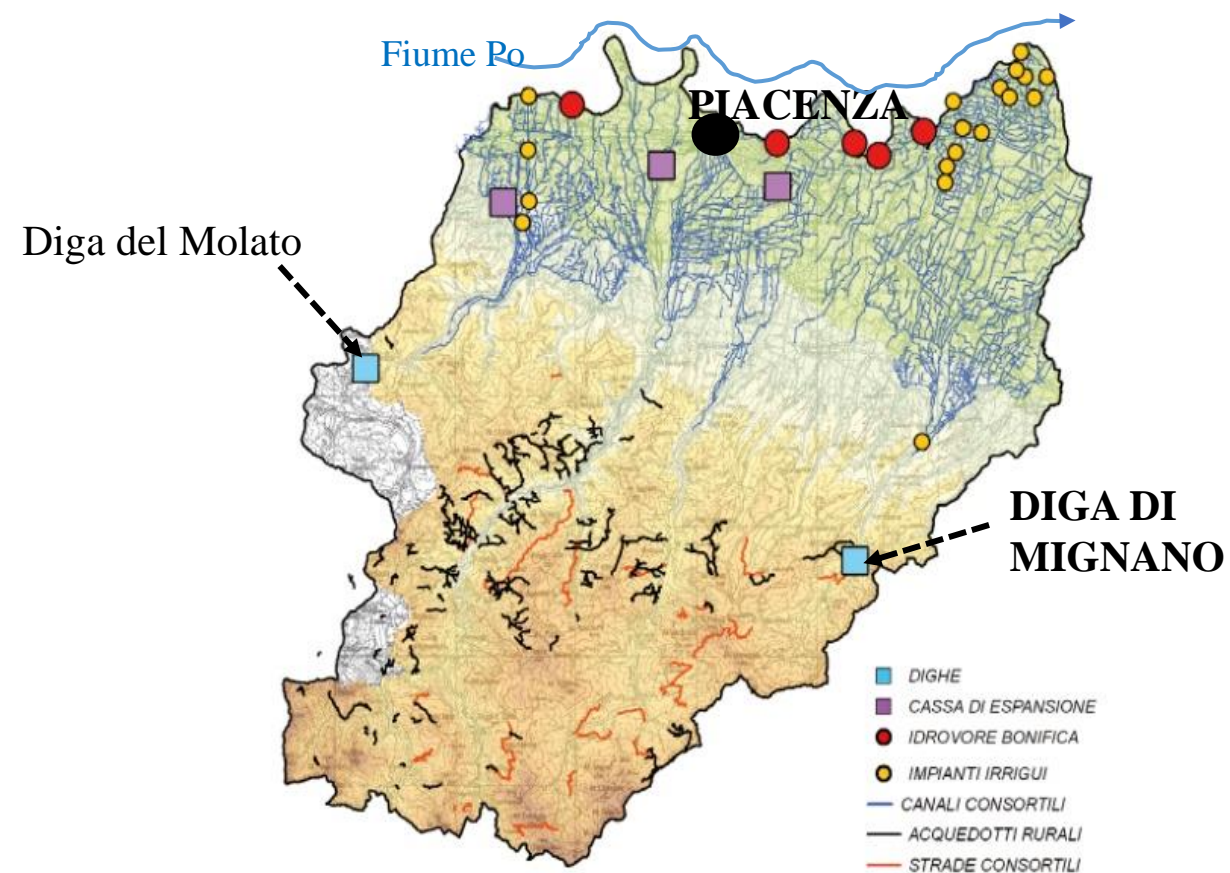 Fiume Po
PIACENZA
Diga del Molato
DIGA DI
MIGNANO
DIGHE
CASSA DI ESPANSIONE
IDROVORE BONIFICA
IMPIANTI IRRIGUI
CANALI CONSORTILI
ACQUEDOTTI RURALI
STRADE CONSORTILI